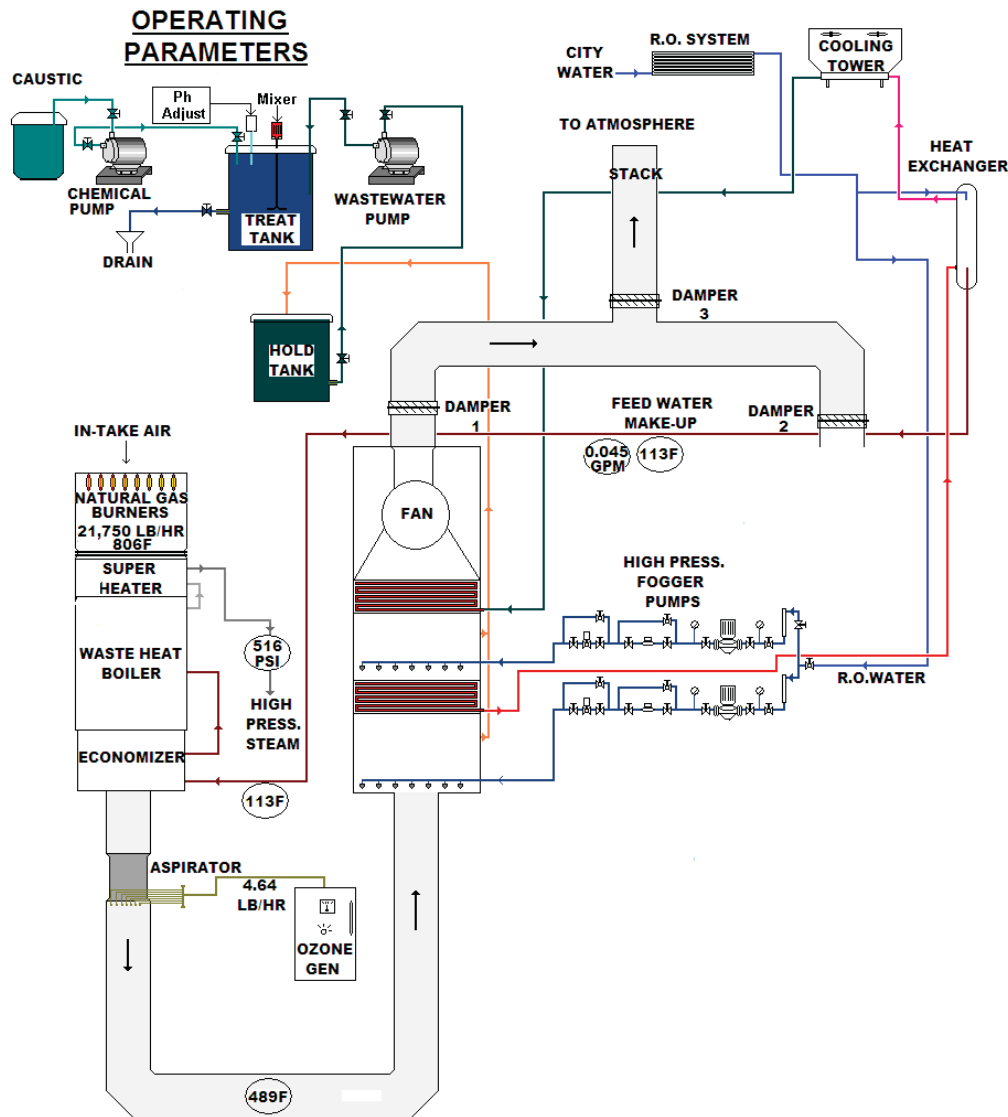 OPERATING
PARAMETERS
CAUSTIC
Ph
Adjust
Mixer
CHEMICAL
PUMP
TREAT
TANK
WASTEWATER
PUMP
DRAIN
HOLD
TANK
CITY
WATER
R.O. SYSTEM
COOLING
TOWER
TO ATMOSPHERE
STACK
HEAT
EXCHANGER
DAMPER
3
DAMPER
1
FEED WATER
MAKE-UP
DAMPER
2
0.045
GPM
113F
IN-TAKE AIR
NATURAL GAS
BURNERS
21,750 LB/HR
806F
SUPER
HEATER
WASTE HEAT
BOILER
516
PSI
HIGH
PRESS.
STEAM
ECONOMIZER
113F
FAN
HIGH PRESS.
FOGGER
PUMPS
R.O.WATER
ASPIRATOR
4.64
LB/HR
OZONE
GEN
489F